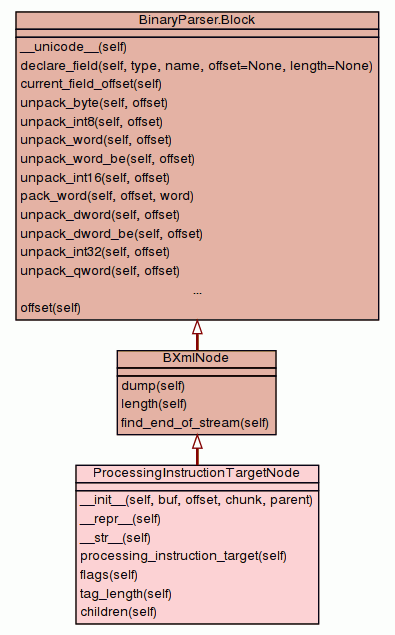 BinaryParser.Block
__unicode__(self)
declare_field(self, type, name, offset=None, length=None)
current_field_offset(self)
unpack_byte(self, offset)
unpack_int8(self, offset)
unpack_word(self, offset)
unpack_word_be(self, offset)
unpack_int16(self, offset)
pack_word(self, offset, word)
unpack_dword(self, offset)
unpack_dword_be(self, offset)
unpack_int32(self, offset)
unpack_qword(self, offset)
...
offset(self)
BXmlNode
dump(self)
length(self)
find_end_of_stream(self)
ProcessingInstructionTargetNode
__init__(self, buf, offset, chunk, parent)
__repr__(self)
__str__(self)
processing_instruction_target(self)
flags(self)
tag_length(self)
children(self)